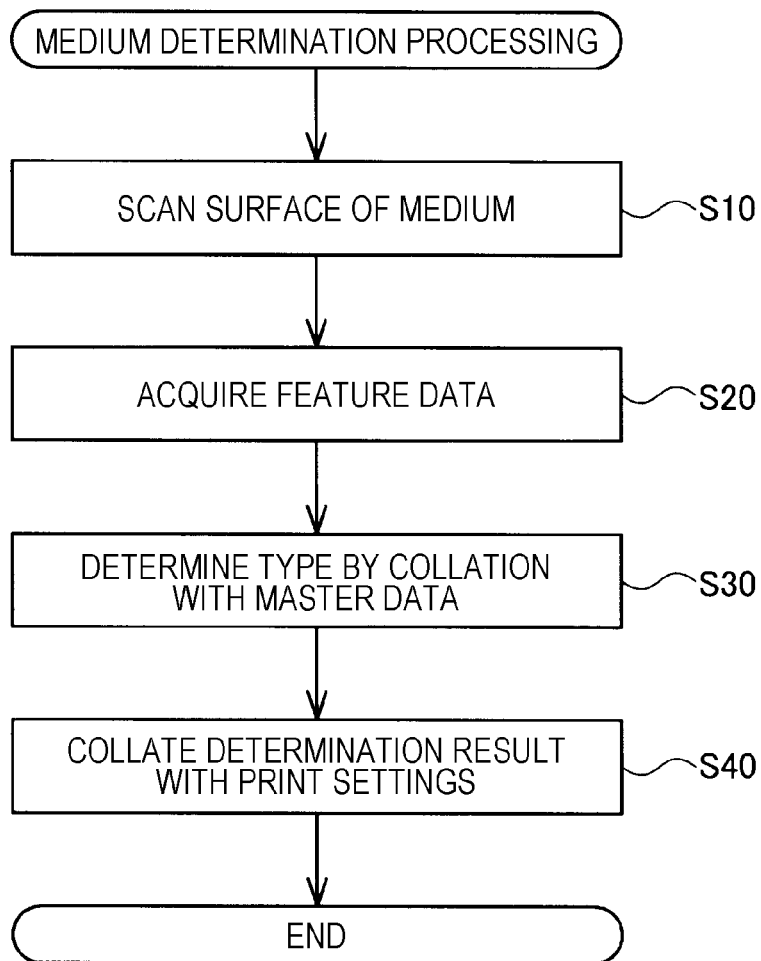 MEDIUM DETERMINATION PROCESSING
SCAN SURFACE OF MEDIUM
S10
ACQUIRE FEATURE DATA
S20
DETERMINE TYPE BY COLLATION
WITH MASTER DATA
S30
COLLATE DETERMINATION RESULT
WITH PRINT SETTINGS
S40
END